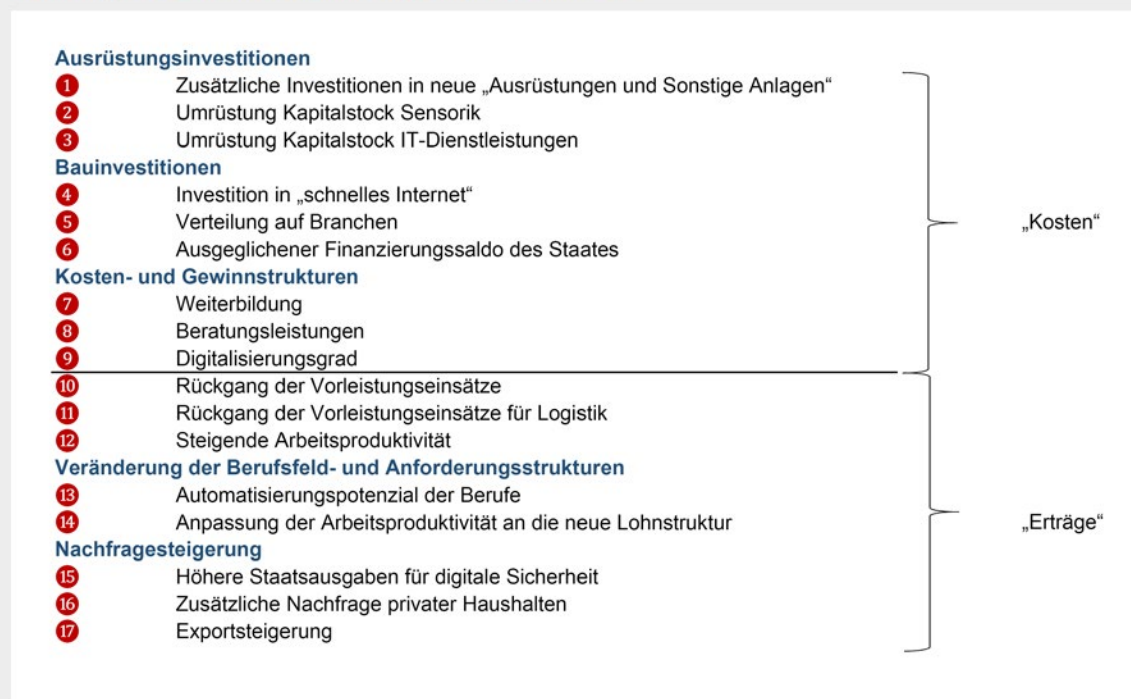 Ausrüstungsinvestitionen
1 Zusätzliche Investitionen in neue „Ausrüstungen und Sonstige Anlagen“
2 Umrüstung Kapitalstock Sensorik
3 Umrüstung Kapitalstock IT-Dienstleistungen
Bauinvestitionen
4 Investition in „schnelles Internet“
5 Verteilung auf Branchen
6 Ausgeglichener Finanzierungssaldo des Staates
„Kosten“
Kosten- und Gewinnstrukturen
7 Weiterbildung
8 Beratungsleistungen
9 Digitalisierungsgrad
10 Rückgang der Vorleistungseinsätze
11 Rückgang der Vorleistungseinsätze für Logistik
12 Steigende Arbeitsproduktivität
Veränderung der Berufsfeld- und Anforderungsstrukturen
13 Automatisierungspotenzial der Berufe
14 Anpassung der Arbeitsproduktivität an die neue Lohnstruktur
„Erträge“
Nachfragesteigerung
15 Höhere Staatsausgaben für digitale Sicherheit
16 Zusätzliche Nachfrage privater Haushalten
17 Exportsteigerung